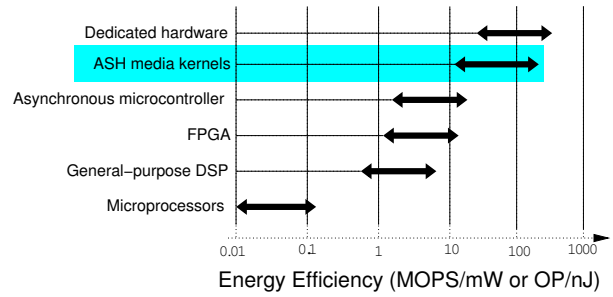 Dedicated hardware
ASH media kernels
Asynchronous microcontroller
FPGA
General−purpose DSP
Microprocessors
0.01 0.1 1 10 100 1000
Energy Efficiency (MOPS/mW or OP/nJ)